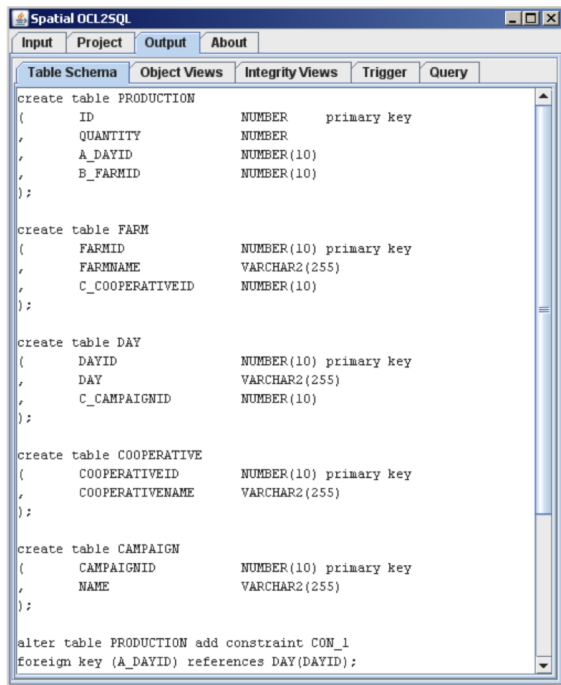 Spatial OCL2SQL
Input Project Output About
Table Schema Object Views Integrity Views Trigger Query
create table PRODUCTION
( ID NUMBER primary key
, QUANTITY NUMBER
, A_DAYID NUMBER(10)
, B_FARMID NUMBER(10)
);
create table FARM
( FARMID NUMBER(10) primary key
, FARMNAME VARCHAR2(255)
, C_COOPERATIVEID NUMBER(10)
);
create table DAY
( DAYID NUMBER(10) primary key
, DAY VARCHAR2(255)
, C_CAMPAIGNID NUMBER(10)
);
create table COOPERATIVE
( COOPERATIVEID NUMBER(10) primary key
, COOPERATIVENAME VARCHAR2(255)
);
create table CAMPAIGN
( CAMPAIGNID NUMBER(10) primary key
, NAME VARCHAR2(255)
);
alter table PRODUCTION add constraint CON_1
foreign key (A_DAYID) references DAY(DAYID);